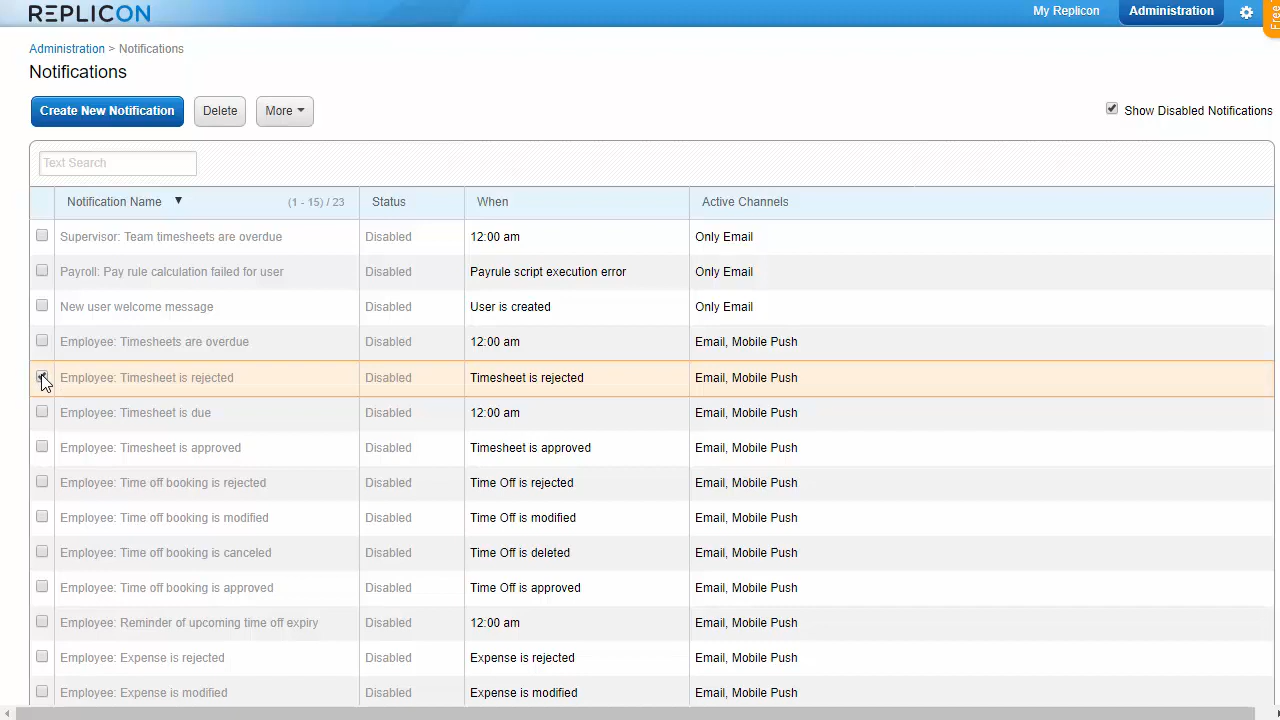 REPLICON
My Replicon
Administration
Free
Administration > Notifications
Notifications
Create New Notification
Delete
More
Show Disabled Notifications
Text Search
Notification Name (1 - 15) / 23 Status When Active Channels
Supervisor: Team timesheets are overdue Disabled 12:00 am Only Email
Payroll: Pay rule calculation failed for user Disabled Payrule script execution error Only Email
New user welcome message Disabled User is created Only Email
Employee: Timesheets are overdue Disabled 12:00 am Email, Mobile Push
Employee: Timesheet is rejected Disabled Timesheet is rejected Email, Mobile Push
Employee: Timesheet is due Disabled 12:00 am Email, Mobile Push
Employee: Timesheet is approved Disabled Timesheet is approved Email, Mobile Push
Employee: Time off booking is rejected Disabled Time Off is rejected Email, Mobile Push
Employee: Time off booking is modified Disabled Time Off is modified Email, Mobile Push
Employee: Time off booking is canceled Disabled Time Off is deleted Email, Mobile Push
Employee: Time off booking is approved Disabled Time Off is approved Email, Mobile Push
Employee: Reminder of upcoming time off expiry Disabled 12:00 am Email, Mobile Push
Employee: Expense is rejected Disabled Expense is rejected Email, Mobile Push
Employee: Expense is modified Disabled Expense is modified Email, Mobile Push